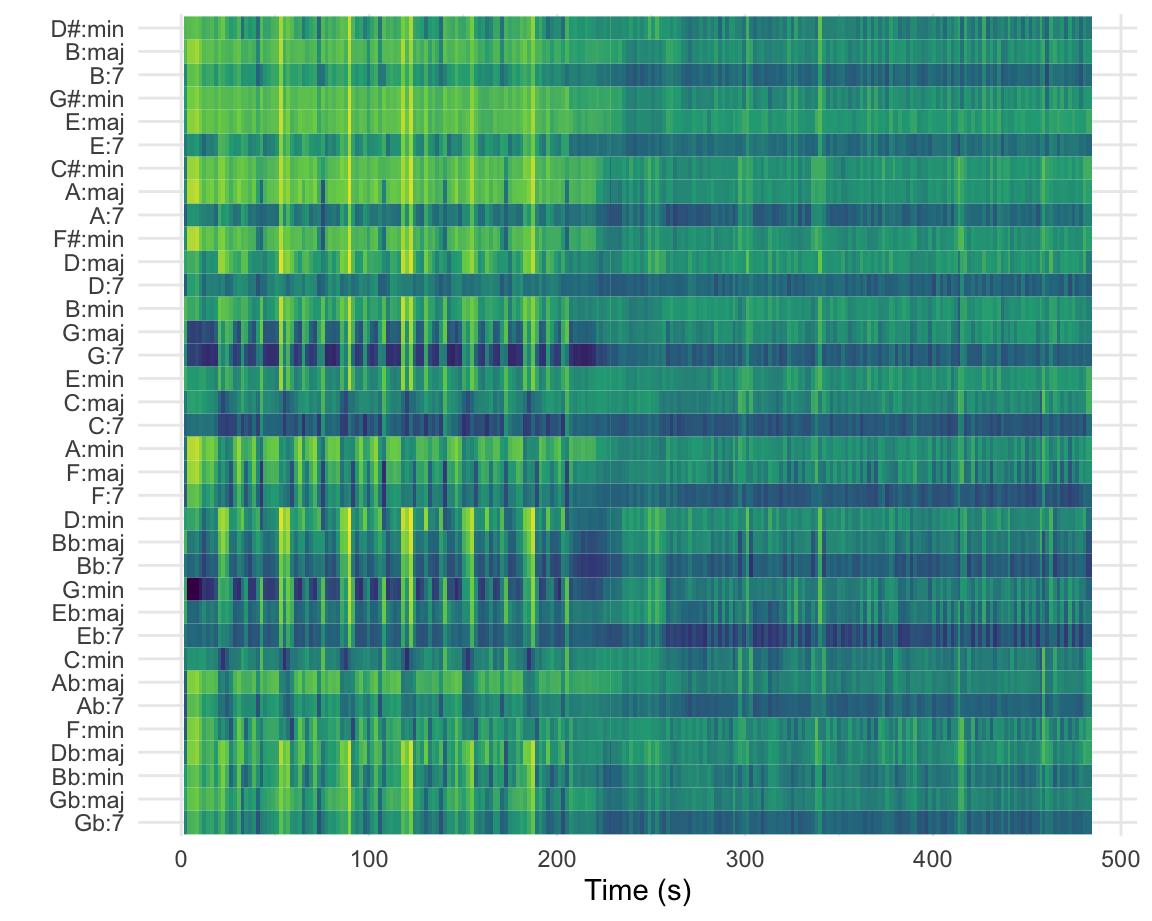 D#:min
B:maj
B:7
G#:min
E:maj
E:7
C#:min
A:maj
A:7
F#:min
D:maj
D:7
B:min
G:maj
G:7
E:min
C:maj
C:7
A:min
F:maj
F:7
D:min
Bb:maj
Bb:7
G:min
Eb:maj
Eb:7
C:min
Ab:maj
Ab:7
F:min
Db:maj
Bb:min
Gb:maj
Gb:7
0 100 200 300 400 500
Time (s)